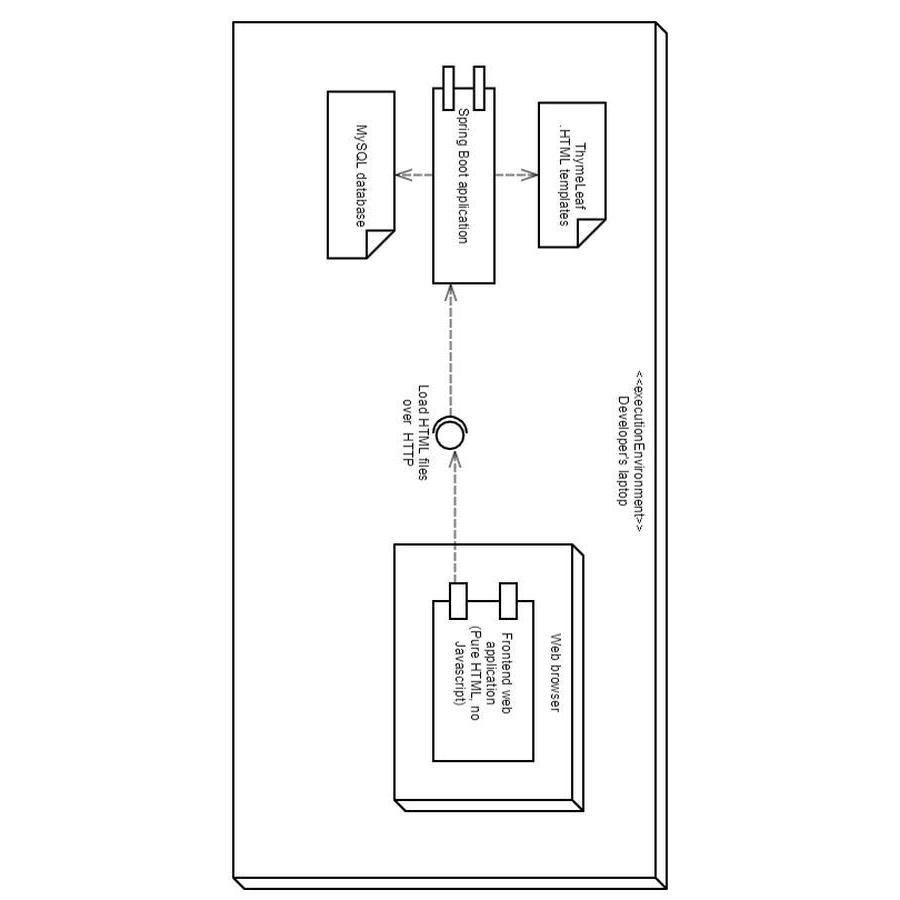 <<executionEnvironment>>
Developer's laptop
ThymeLeaf
.HTML templates
Spring Boot application
MySQL database
Load HTML files
over HTTP
Web browser
Frontend web
application
(Pure HTML, no
Javascript)